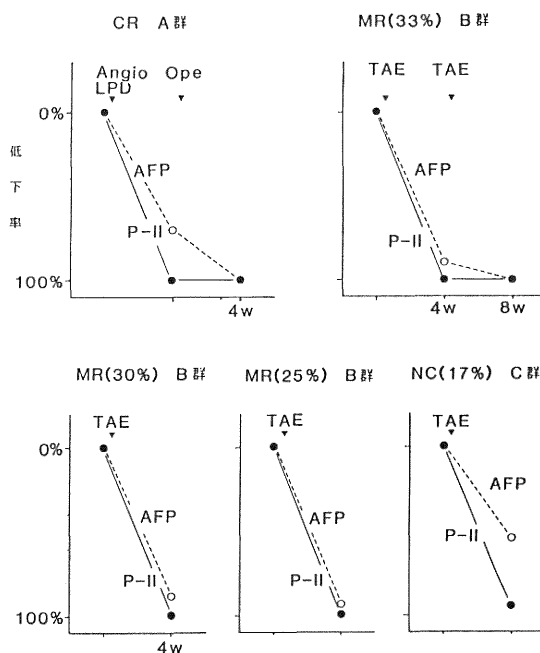 CR A群
MR(33%) B群
Angio Ope
LPD
TAE TAE
0%
低下率
AFP
P-II
100%
4w
AFP
P-II
4w 8w
MR(30%) B群
MR(25%) B群
NC(17%) C群
TAE
TAE
TAE
0%
AFP
P-II
100%
4w
AFP
P-II
AFP
P-II